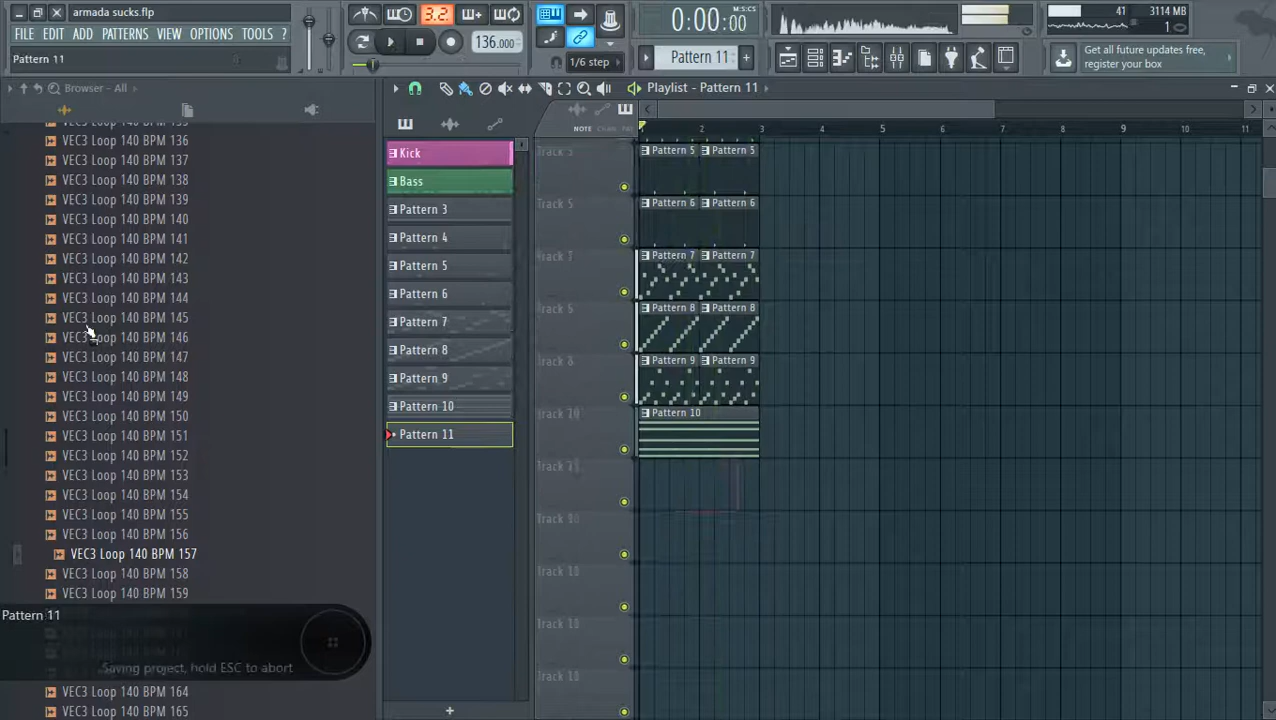 armada sucks.flp
FILE EDIT ADD PATTERNS VIEW OPTIONS TOOLS ?
Pattern 11
3.2
136.000
0:00:00
M:S:CS
1/6 step
Pattern 11
41 3114 MB
1
Get all future updates free, register your box
Browser - All
VEC3 Loop 140 BPM 136
VEC3 Loop 140 BPM 137
VEC3 Loop 140 BPM 138
VEC3 Loop 140 BPM 139
VEC3 Loop 140 BPM 140
VEC3 Loop 140 BPM 141
VEC3 Loop 140 BPM 142
VEC3 Loop 140 BPM 143
VEC3 Loop 140 BPM 144
VEC3 Loop 140 BPM 145
VEC3 Loop 140 BPM 146
VEC3 Loop 140 BPM 147
VEC3 Loop 140 BPM 148
VEC3 Loop 140 BPM 149
VEC3 Loop 140 BPM 150
VEC3 Loop 140 BPM 151
VEC3 Loop 140 BPM 152
VEC3 Loop 140 BPM 153
VEC3 Loop 140 BPM 154
VEC3 Loop 140 BPM 155
VEC3 Loop 140 BPM 156
VEC3 Loop 140 BPM 157
VEC3 Loop 140 BPM 158
VEC3 Loop 140 BPM 159
Pattern 11
Saving project, hold ESC to abort
VEC3 Loop 140 BPM 164
VEC3 Loop 140 BPM 165
Kick
Bass
Pattern 3
Pattern 4
Pattern 5
Pattern 6
Pattern 7
Pattern 8
Pattern 9
Pattern 10
Pattern 11
Playlist - Pattern 11
NOTE CHAN PAT
1 2 3 4 5 6 7 8 9 10 11
Pattern 5 Pattern 5
Pattern 6 Pattern 6
Pattern 7 Pattern 7
Pattern 8 Pattern 8
Pattern 9 Pattern 9
Pattern 10